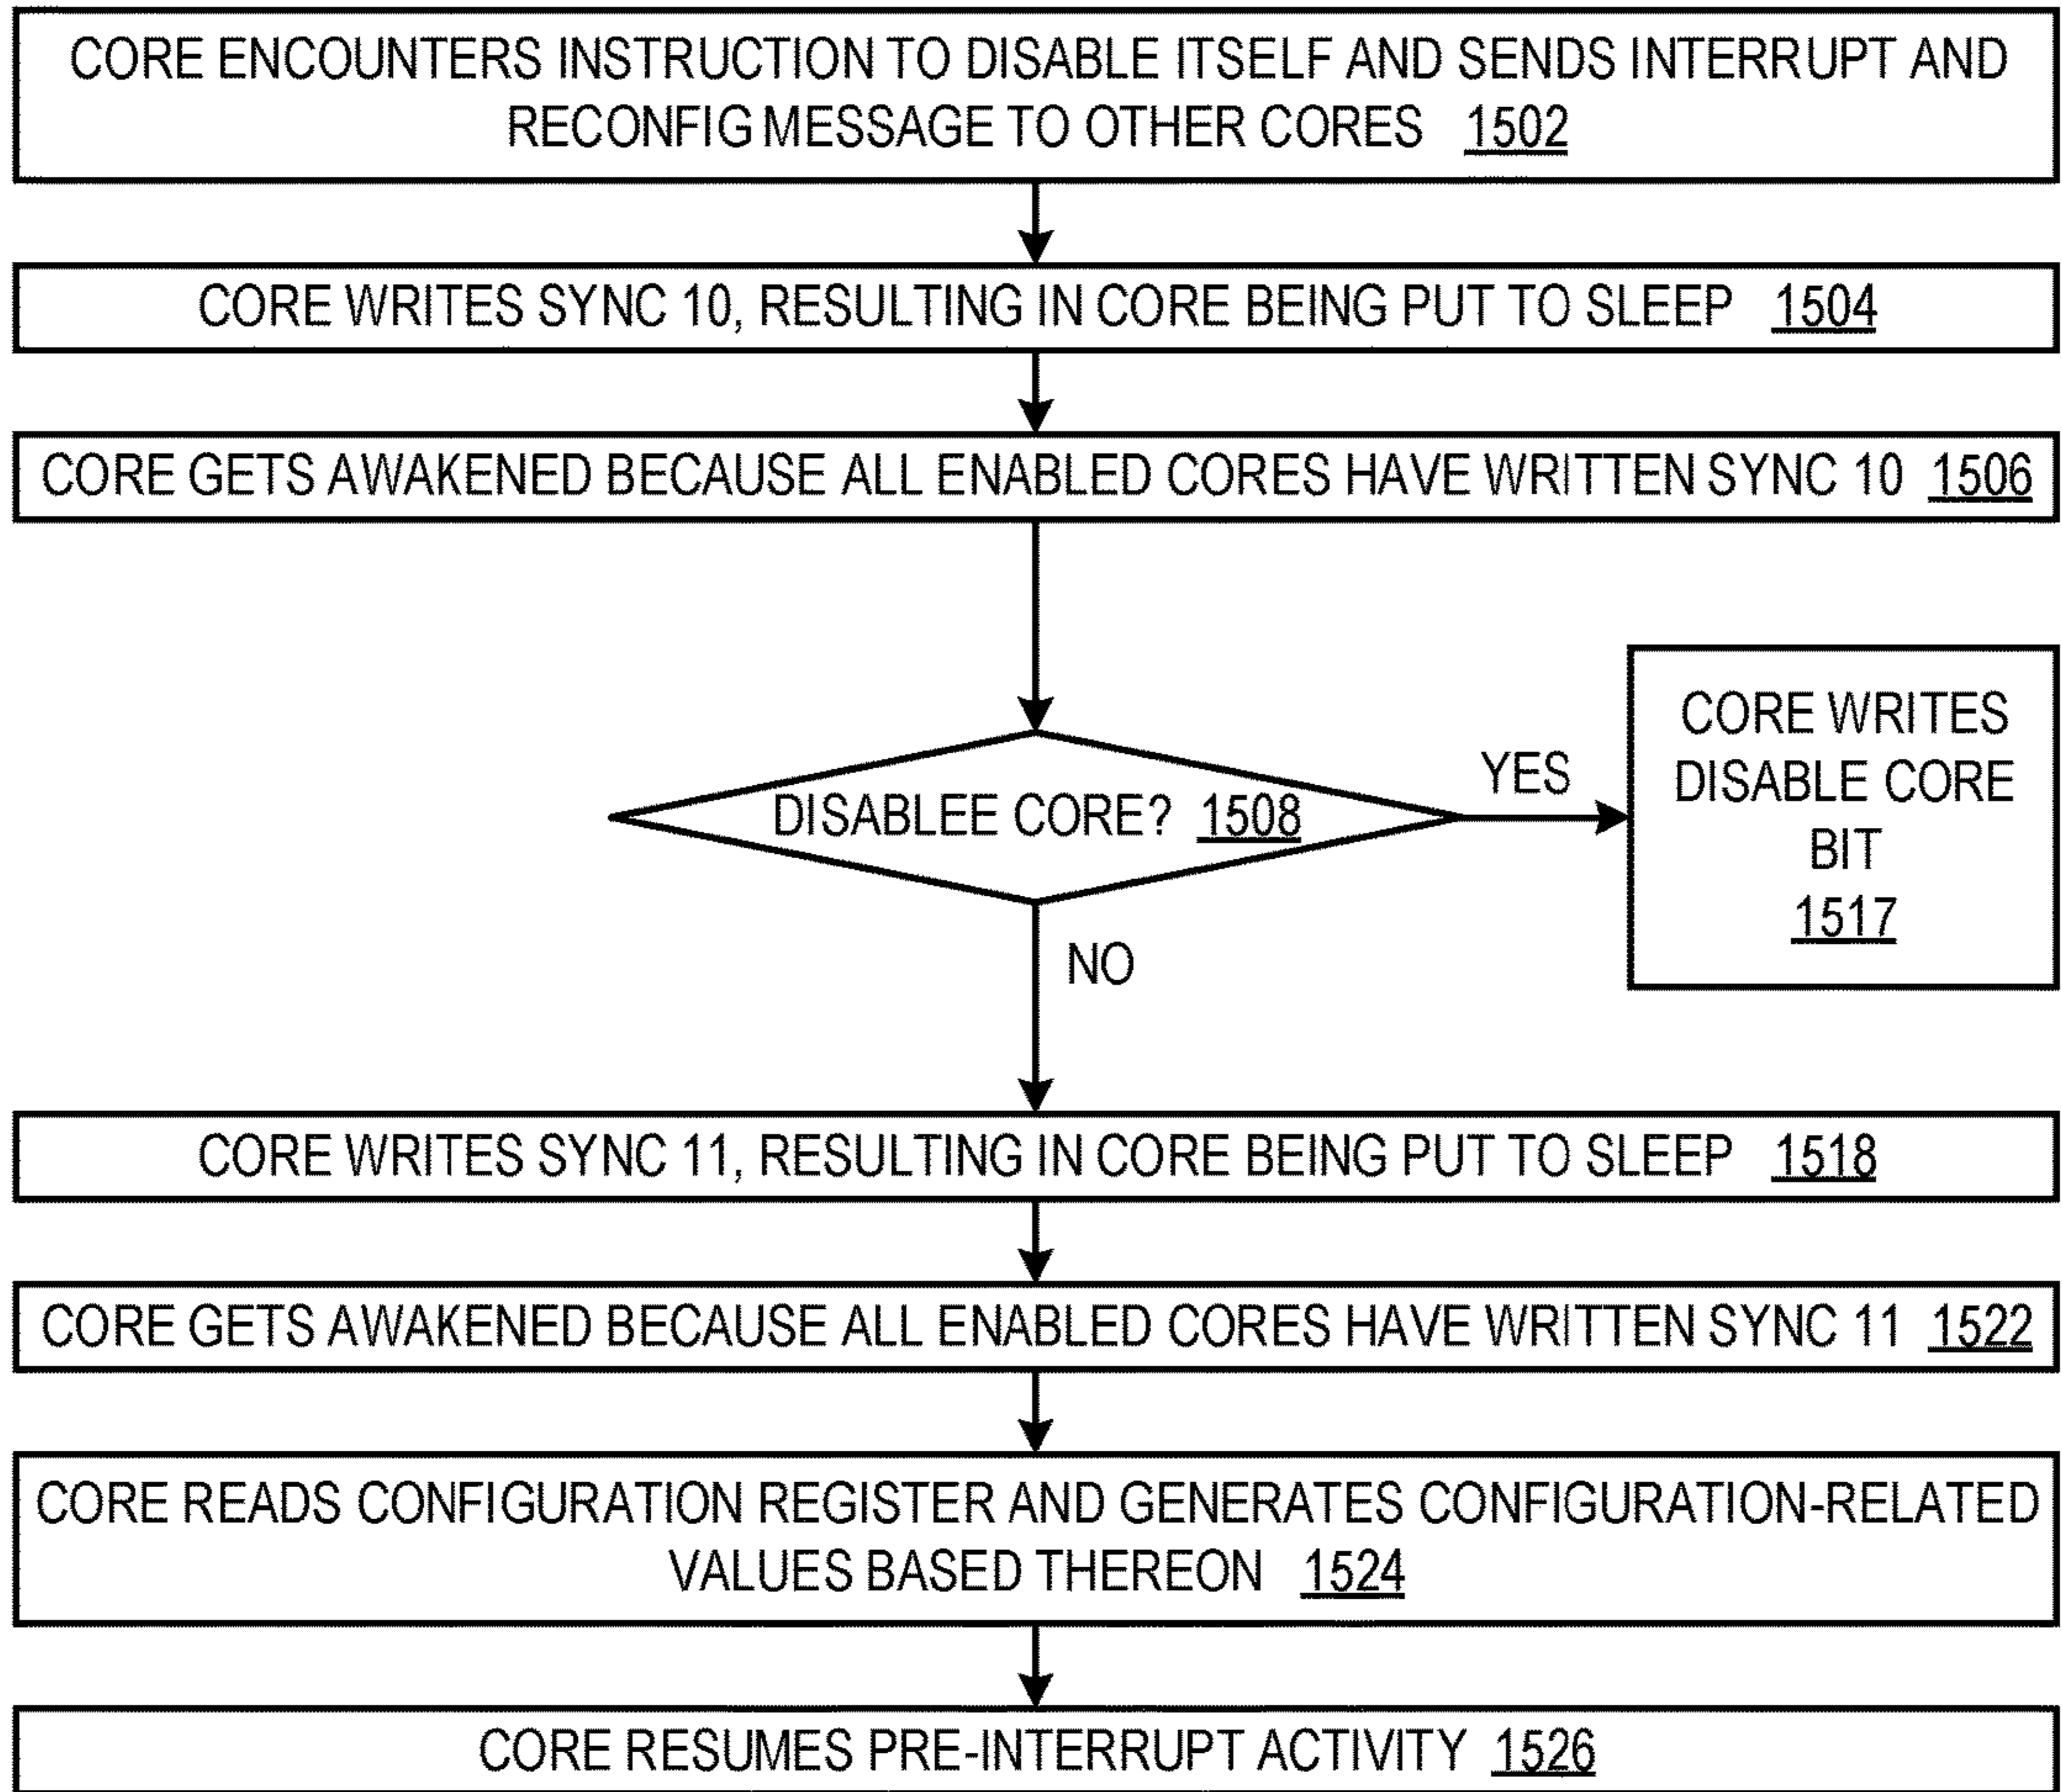 CORE ENCOUNTERS INSTRUCTION TO DISABLE ITSELF AND SENDS INTERRUPT AND
RECONFIG MESSAGE TO OTHER CORES 1502
CORE WRITES SYNC 10, RESULTING IN CORE BEING PUT TO SLEEP 1504
CORE GETS AWAKENED BECAUSE ALL ENABLED CORES HAVE WRITTEN SYNC 10 1506
DISABLEE CORE? 1508
YES
CORE WRITES
DISABLE CORE
BIT
1517
NO
CORE WRITES SYNC 11, RESULTING IN CORE BEING PUT TO SLEEP 1518
CORE GETS AWAKENED BECAUSE ALL ENABLED CORES HAVE WRITTEN SYNC 11 1522
CORE READS CONFIGURATION REGISTER AND GENERATES CONFIGURATION-RELATED
VALUES BASED THEREON 1524
CORE RESUMES PRE-INTERRUPT ACTIVITY 1526